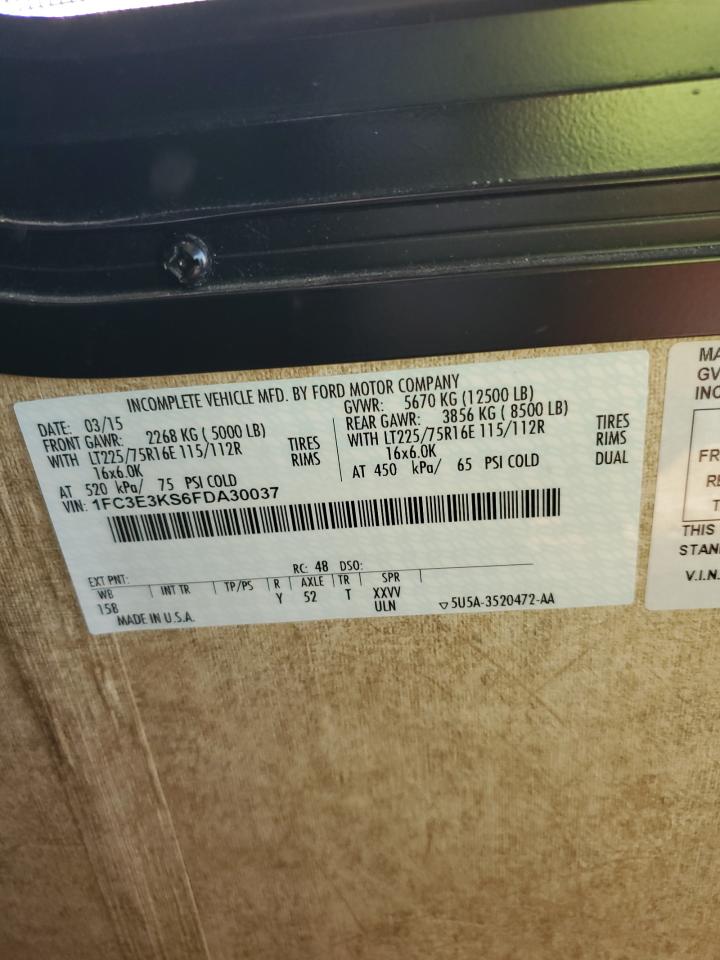 INCOMPLETE VEHICLE MFD. BY FORD MOTOR COMPANY
DATE: 03/15
GVWR: 5670 KG (12500 LB)
FRONT GAWR: 2268 KG (5000 LB)
REAR GAWR: 3856 KG (8500 LB)
WITH LT225/75R16E 115/112R TIRES
WITH LT225/75R16E 115/112R TIRES
16x6.0K RIMS
16x6.0K RIMS
AT 520 kPa/ 75 PSI COLD
AT 450 kPa/ 65 PSI COLD DUAL
VIN: 1FC3E3KS6FDA30037
EXT PNT: RC: 48 DSO:
WB INT TR TP/PS R AXLE TR SPR
158 Y 52 T XXVV
ULN
MADE IN U.S.A. 5U5A-3520472-AA
MA
GV
INC
FR
RE
T
THIS
STAN
V.I.N.